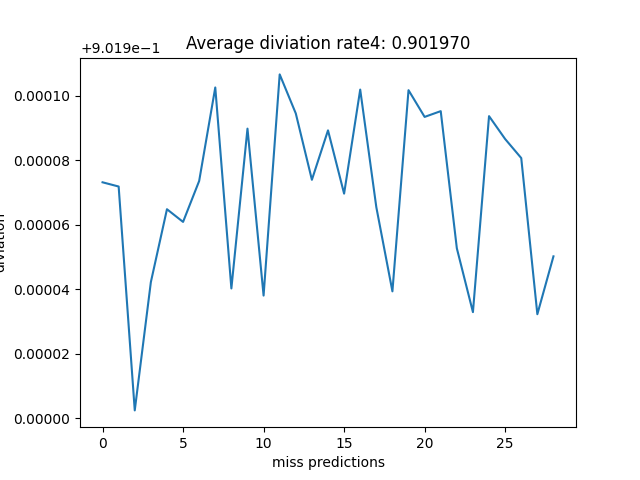 Average diviation rate4: 0.901970
+9.019e−1
0.00010
0.00008
0.00006
0.00004
0.00002
0.00000
diviation
0 5 10 15 20 25
miss predictions